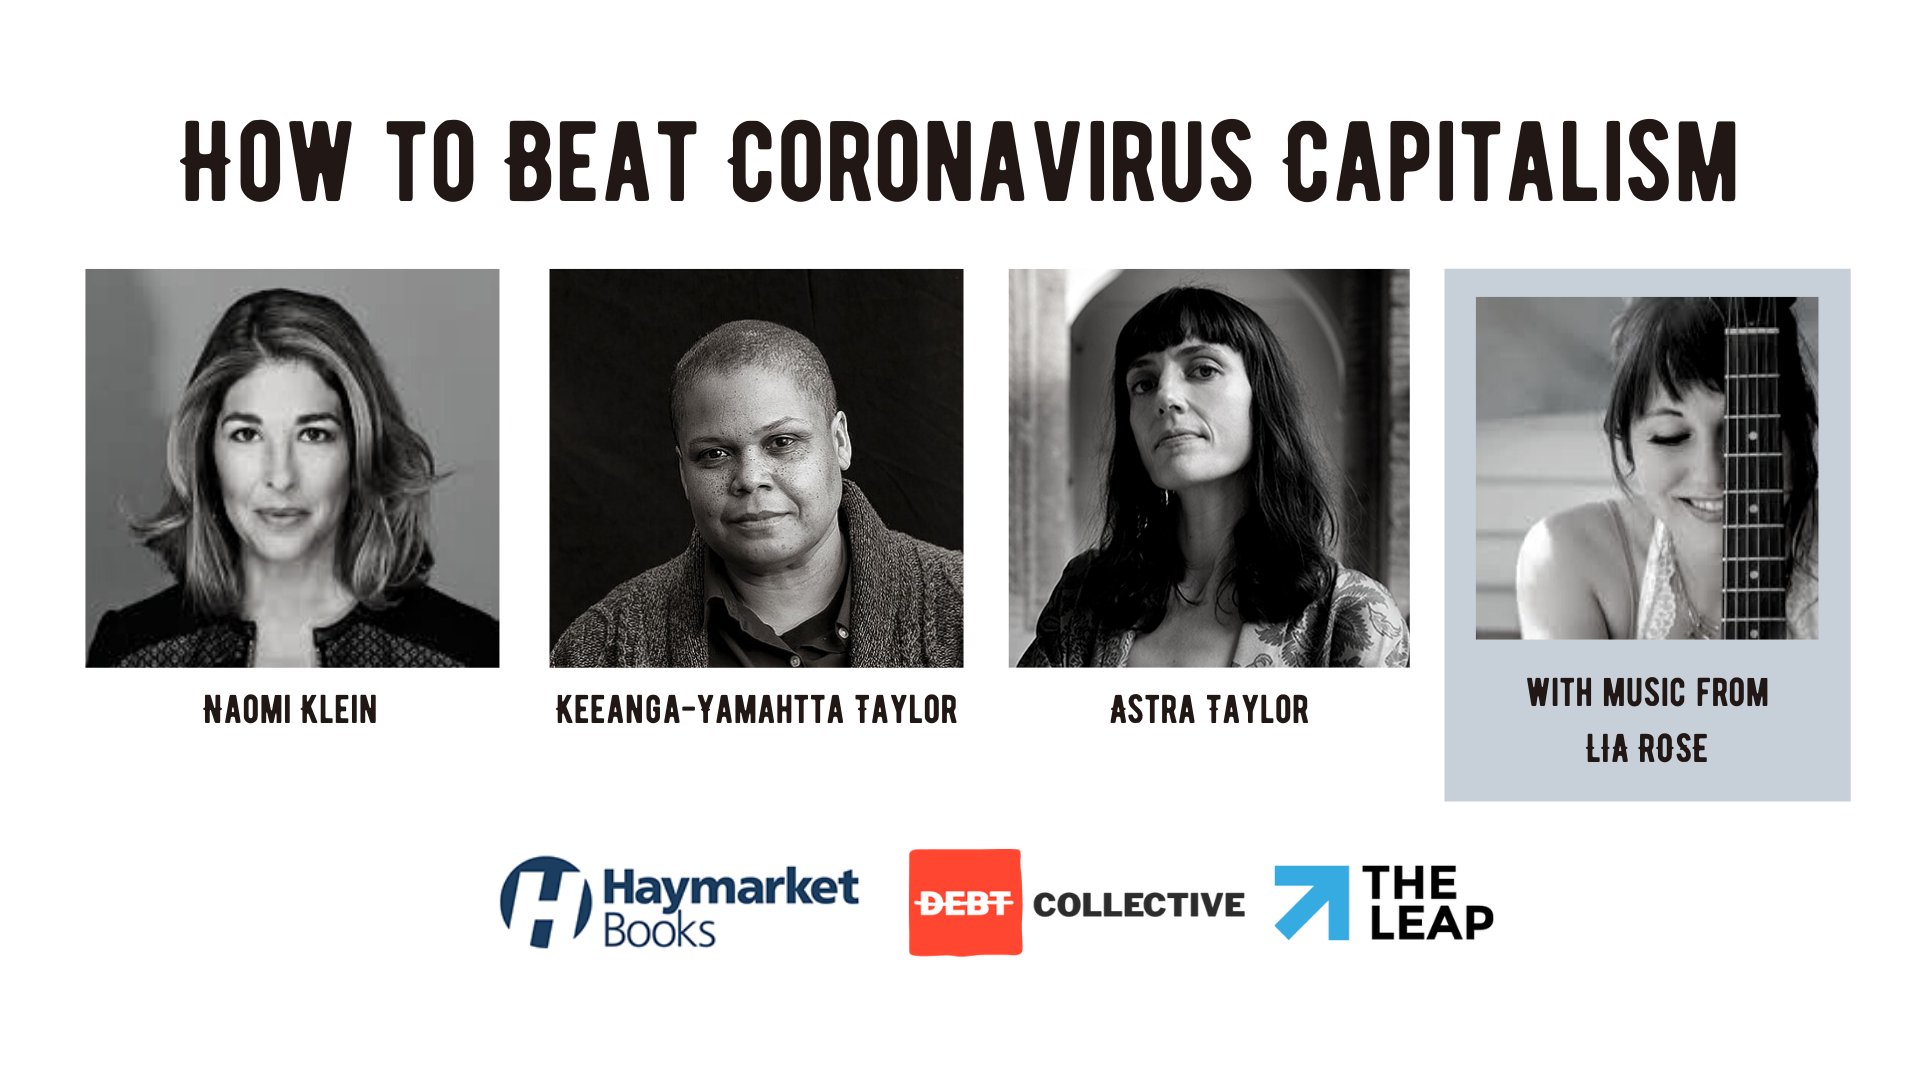 How to Beat Coronavirus Capitalism
Naomi Klein
Keeanga-Yamahtta Taylor
Astra Taylor
with music from
Lia Rose
H Haymarket
Books
DEBT COLLECTIVE
THE
LEAP